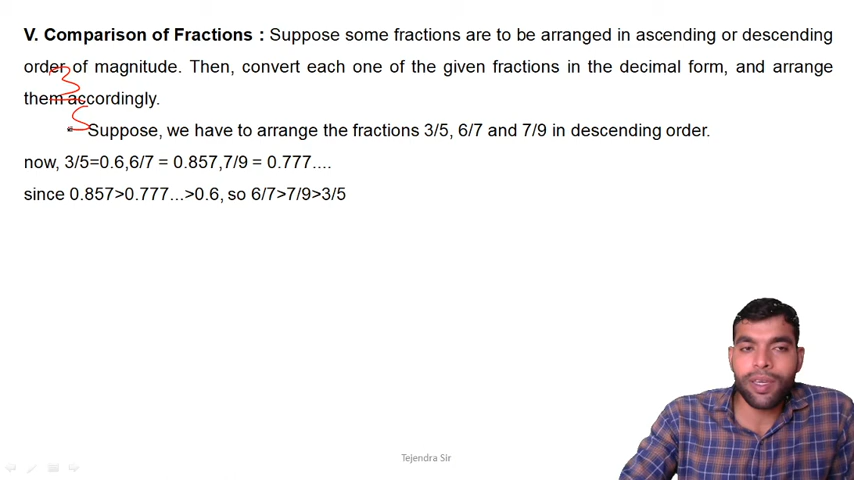 V. Comparison of Fractions : Suppose some fractions are to be arranged in ascending or descending
order of magnitude. Then, convert each one of the given fractions in the decimal form, and arrange
them accordingly.
3
5
Suppose, we have to arrange the fractions 3/5, 6/7 and 7/9 in descending order.
now, 3/5=0.6,6/7 = 0.857,7/9 = 0.777....
since 0.857>0.777...>0.6, so 6/7>7/9>3/5
Tejendra Sir